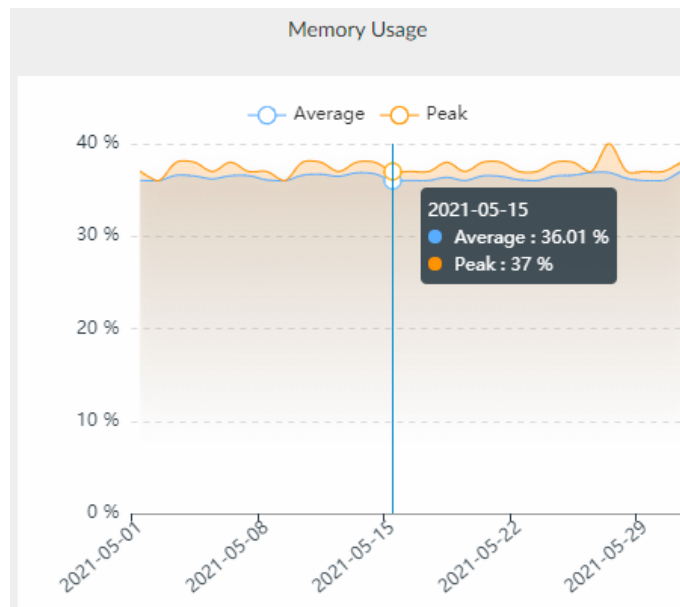 Memory Usage
Average Peak
40 %
30 %
20 %
10 %
0 %
2021-05-15
Average : 36.01 %
Peak : 37 %
2021-05-01
2021-05-08
2021-05-15
2021-05-22
2021-05-29